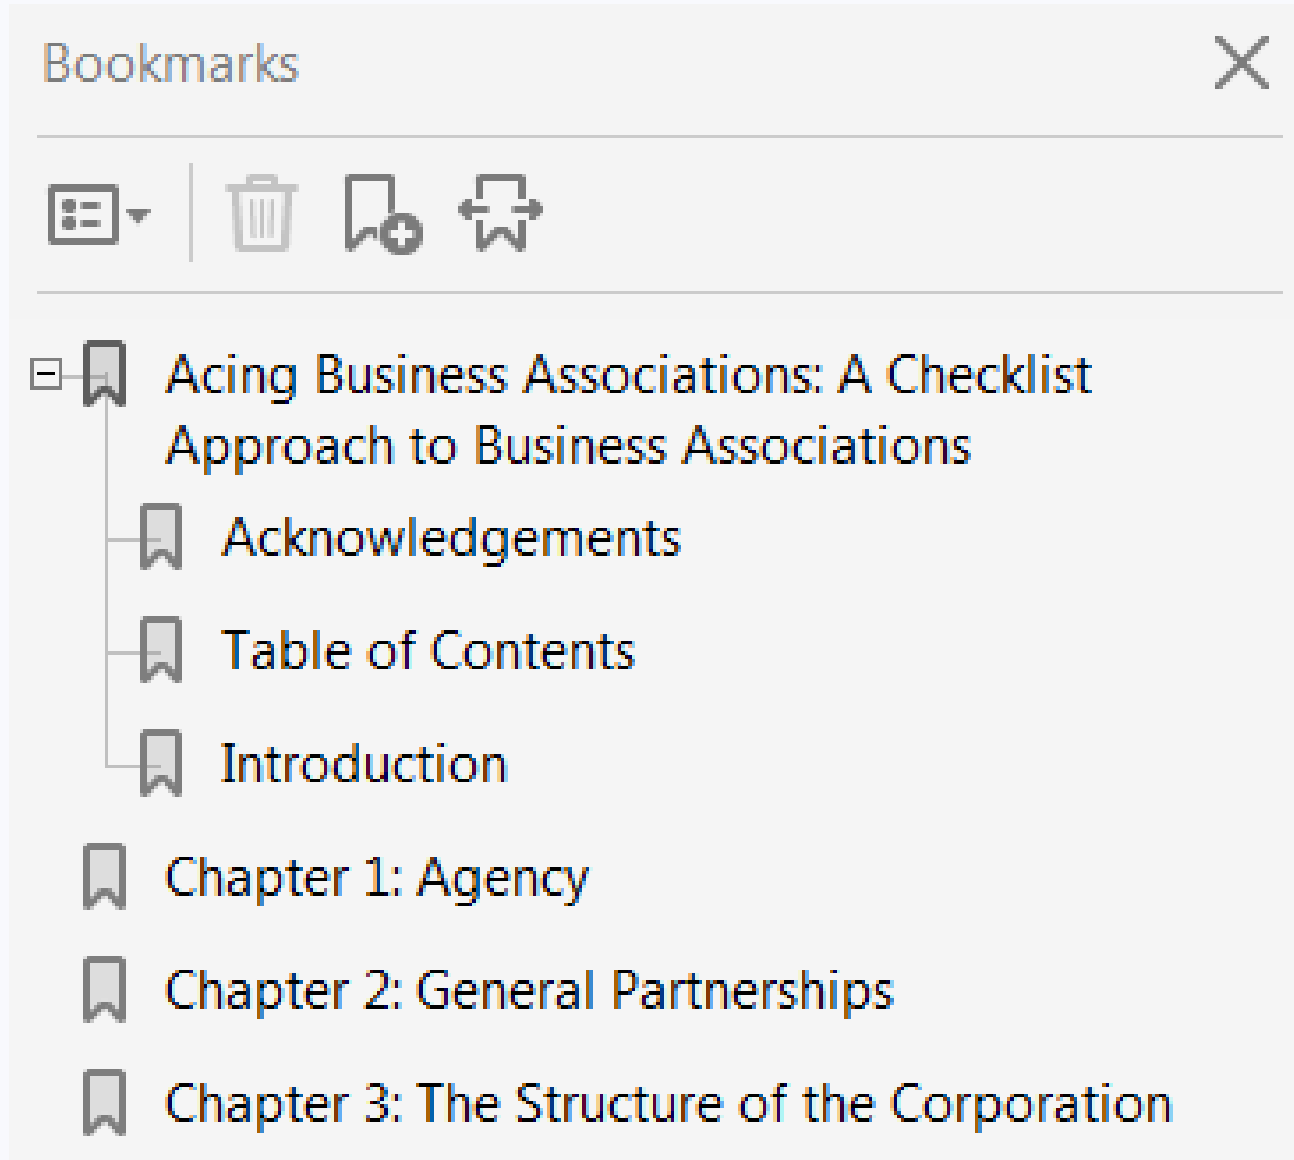 Bookmarks
Acing Business Associations: A Checklist
Approach to Business Associations
Acknowledgements
Table of Contents
Introduction
Chapter 1: Agency
Chapter 2: General Partnerships
Chapter 3: The Structure of the Corporation